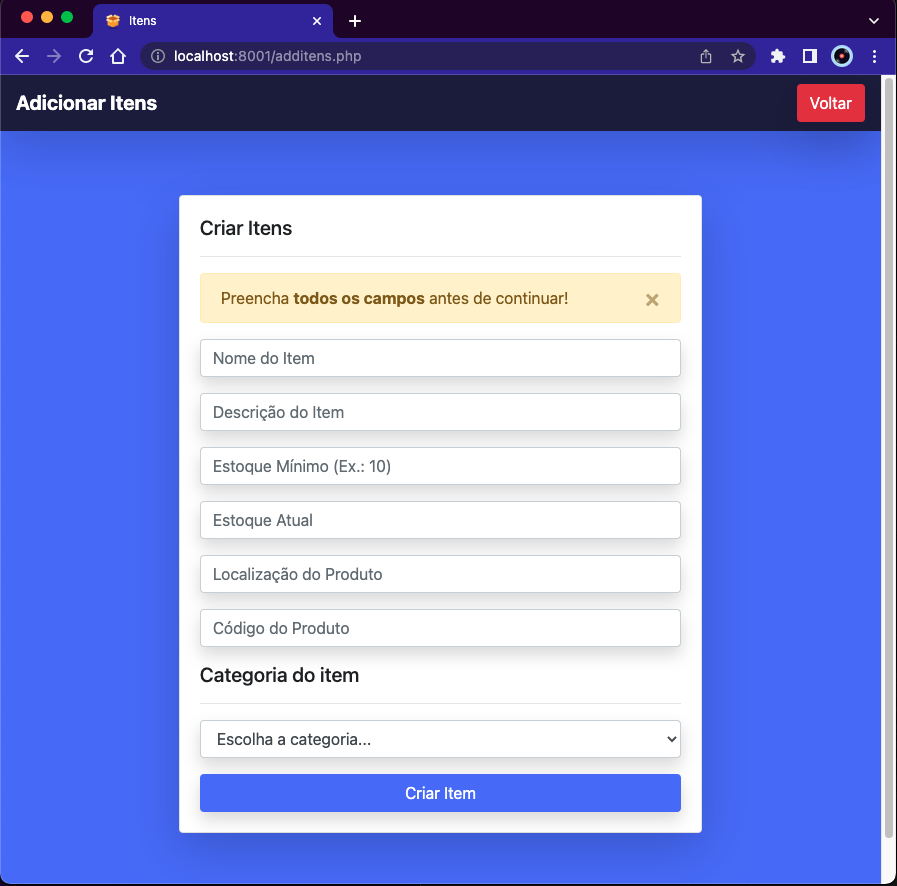 Itens
localhost:8001/additens.php
Adicionar Itens
Voltar
Criar Itens
Preencha todos os campos antes de continuar!
Nome do Item
Descrição do Item
Estoque Mínimo (Ex.: 10)
Estoque Atual
Localização do Produto
Código do Produto
Categoria do item
Escolha a categoria...
Criar Item